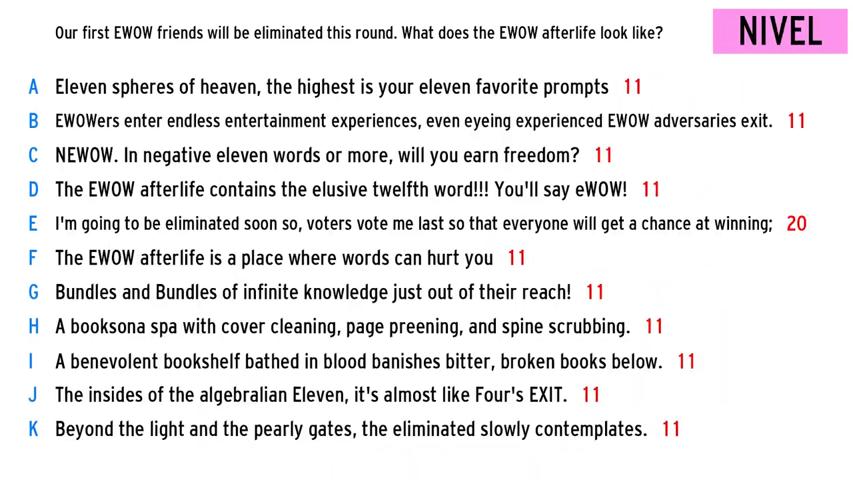 Our first EWOW friends will be eliminated this round. What does the EWOW afterlife look like?
NIVEL
A Eleven spheres of heaven, the highest is your eleven favorite prompts 11
B EWOWers enter endless entertainment experiences, even eyeing experienced EWOW adversaries exit. 11
C NEWOW. In negative eleven words or more, will you earn freedom? 11
D The EWOW afterlife contains the elusive twelfth word!!! You'll say eWOW! 11
E I'm going to be eliminated soon so, voters vote me last so that everyone will get a chance at winning; 20
F The EWOW afterlife is a place where words can hurt you 11
G Bundles and Bundles of infinite knowledge just out of their reach! 11
H A booksona spa with cover cleaning, page preening, and spine scrubbing. 11
I A benevolent bookshelf bathed in blood banishes bitter, broken books below. 11
J The insides of the algebralian Eleven, it's almost like Four's EXIT. 11
K Beyond the light and the pearly gates, the eliminated slowly contemplates. 11